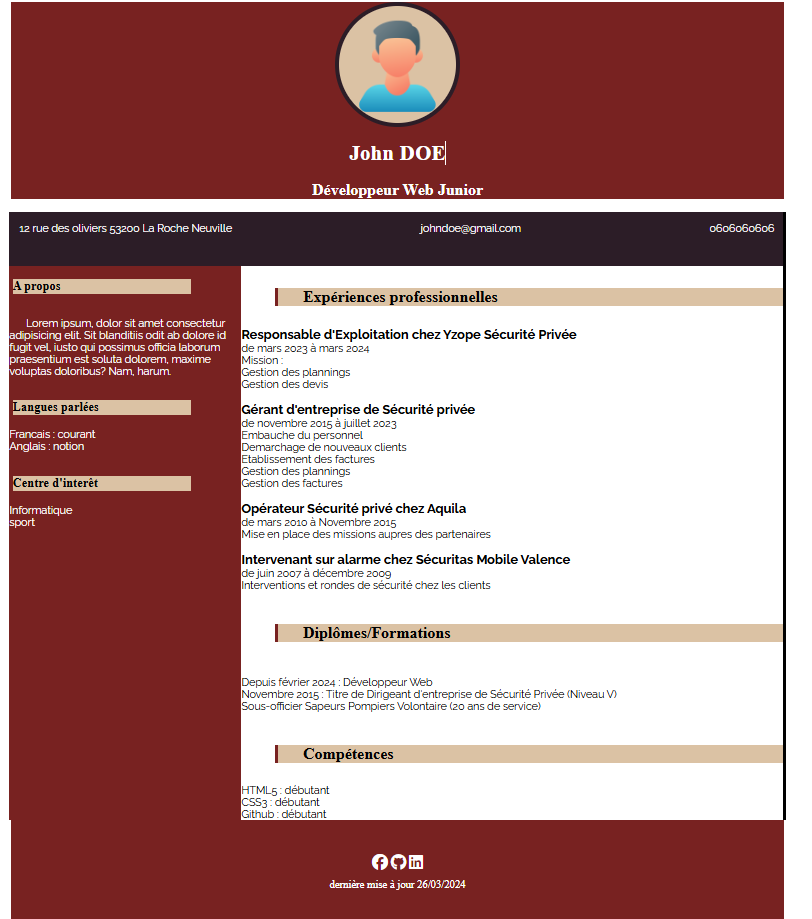 John DOE
Développeur Web Junior
12 rue des oliviers 53200 La Roche Neuville
johndoe@gmail.com
0606060606
A propos
Lorem ipsum, dolor sit amet consectetur
adipisicing elit. Sit blanditiis odit ab dolore id
fugit vel, iusto qui possimus officia laborum
praesentium est soluta dolorem, maxime
voluptas doloribus? Nam, harum.
Langues parlées
Francais : courant
Anglais : notion
Centre d'interêt
Informatique
sport
Expériences professionnelles
Responsable d'Exploitation chez Yzope Sécurité Privée
de mars 2023 à mars 2024
Mission :
Gestion des plannings
Gestion des devis
Gérant d'entreprise de Sécurité privée
de novembre 2015 à juillet 2023
Embauche du personnel
Demarchage de nouveaux clients
Etablissement des factures
Gestion des plannings
Gestion des factures
Opérateur Sécurité privé chez Aquila
de mars 2010 à Novembre 2015
Mise en place des missions aupres des partenaires
Intervenant sur alarme chez Sécuritas Mobile Valence
de juin 2007 à décembre 2009
Interventions et rondes de sécurité chez les clients
Diplômes/Formations
Depuis février 2024 : Développeur Web
Novembre 2015 : Titre de Dirigeant d'entreprise de Sécurité Privée (Niveau V)
Sous-officier Sapeurs Pompiers Volontaire (20 ans de service)
Compétences
HTML5 : débutant
CSS3 : débutant
Github : débutant
dernière mise à jour 26/03/2024